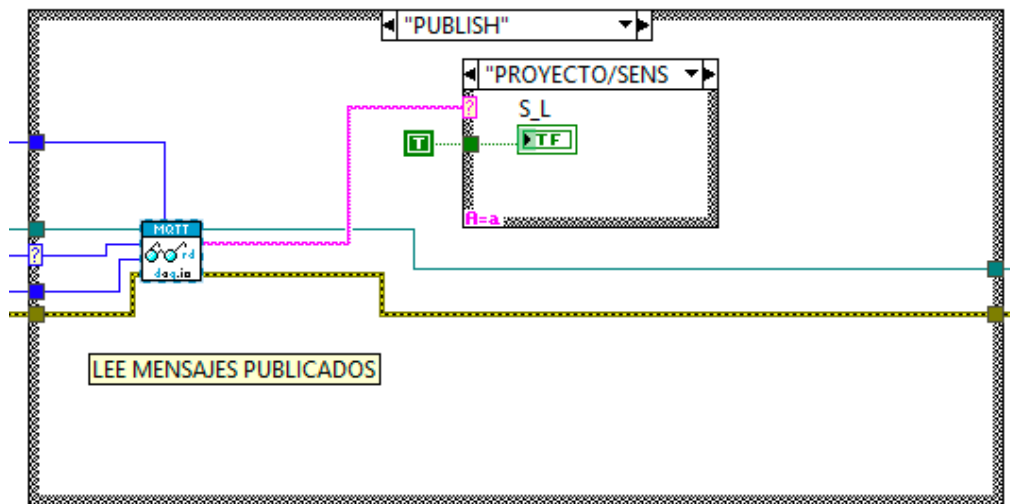 "PUBLISH"
"PROYECTO/SENS
S_L
?
T
TF
A=a
MQTT
rd
?
daq.io
LEE MENSAJES PUBLICADOS